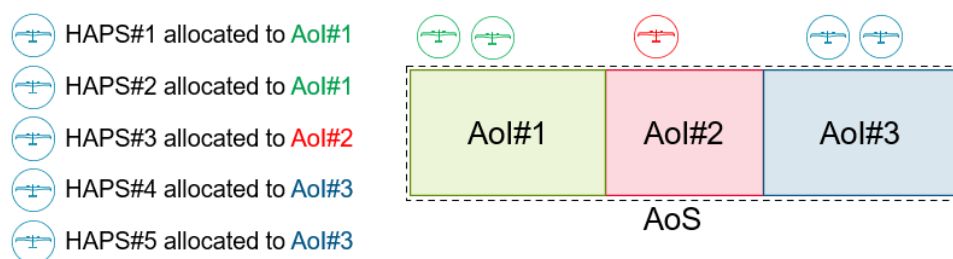 HAPS#1 allocated to AoI#1
HAPS#2 allocated to AoI#1
HAPS#3 allocated to AoI#2
HAPS#4 allocated to AoI#3
HAPS#5 allocated to AoI#3
AoI#1
AoI#2
AoI#3
AoS